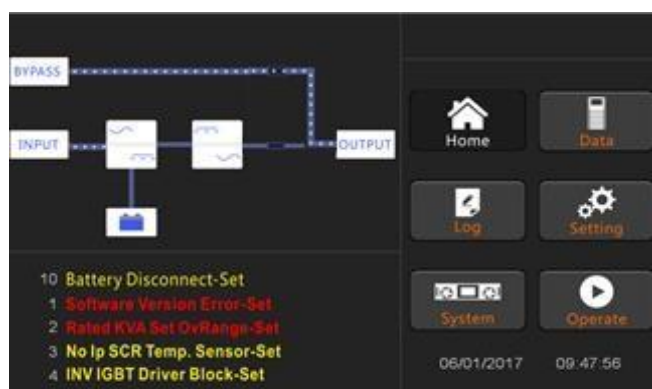 BYPASS
INPUT
OUTPUT
Home
Data
Log
Setting
System
Operate
10 Battery Disconnect-Set
1 Software Version Error-Set
2 Rated KVA Set OvRange-Set
3 No Ip SCR Temp. Sensor-Set
4 INV IGBT Driver Block-Set
06/01/2017 09:47:56